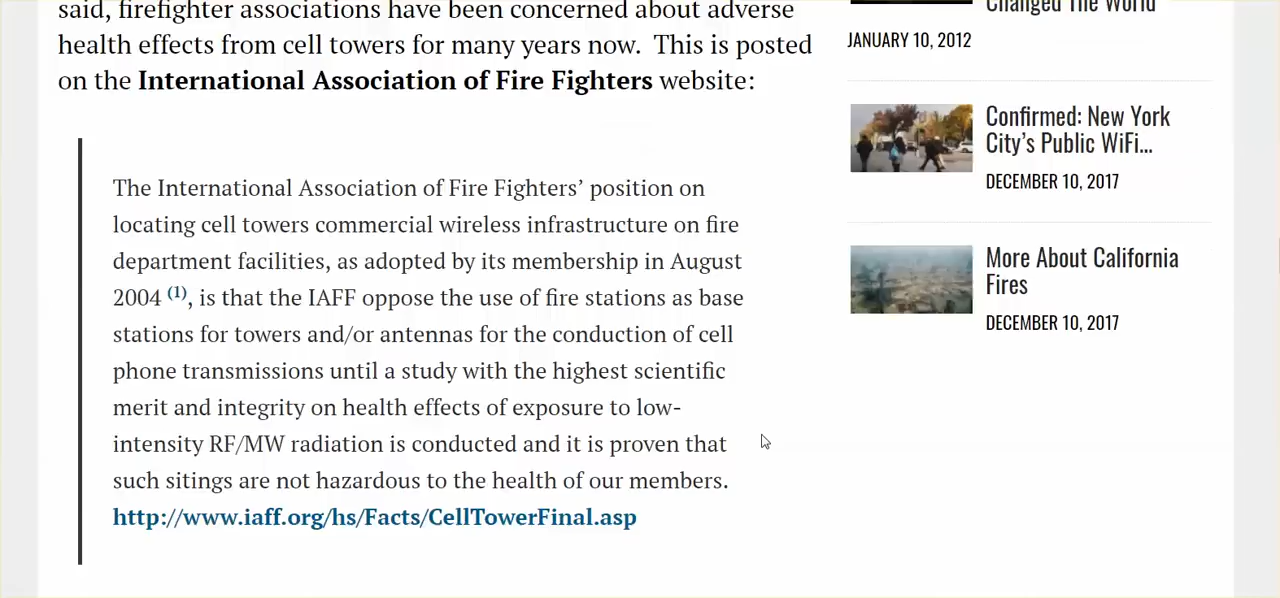 said, firefighter associations have been concerned about adverse
health effects from cell towers for many years now. This is posted
on the International Association of Fire Fighters website:
The International Association of Fire Fighters’ position on
locating cell towers commercial wireless infrastructure on fire
department facilities, as adopted by its membership in August
2004 (1), is that the IAFF oppose the use of fire stations as base
stations for towers and/or antennas for the conduction of cell
phone transmissions until a study with the highest scientific
merit and integrity on health effects of exposure to low-
intensity RF/MW radiation is conducted and it is proven that
such sitings are not hazardous to the health of our members.
http://www.iaff.org/hs/Facts/CellTowerFinal.asp
Changed The World
JANUARY 10, 2012
Confirmed: New York
City’s Public WiFi...
DECEMBER 10, 2017
More About California
Fires
DECEMBER 10, 2017